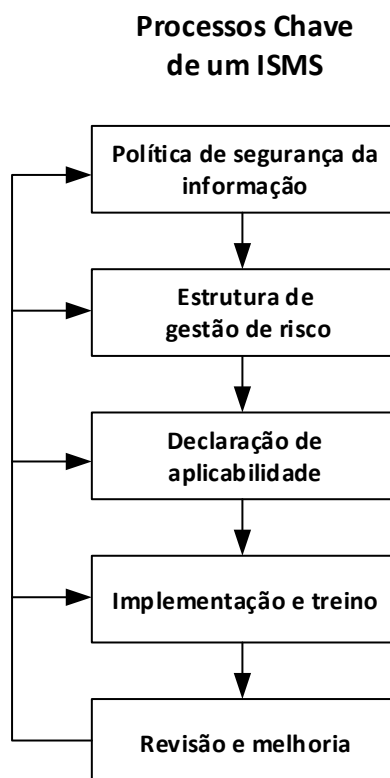 Processos Chave
de um ISMS
Política de segurança da
informação
Estrutura de
gestão de risco
Declaração de
aplicabilidade
Implementação e treino
Revisão e melhoria